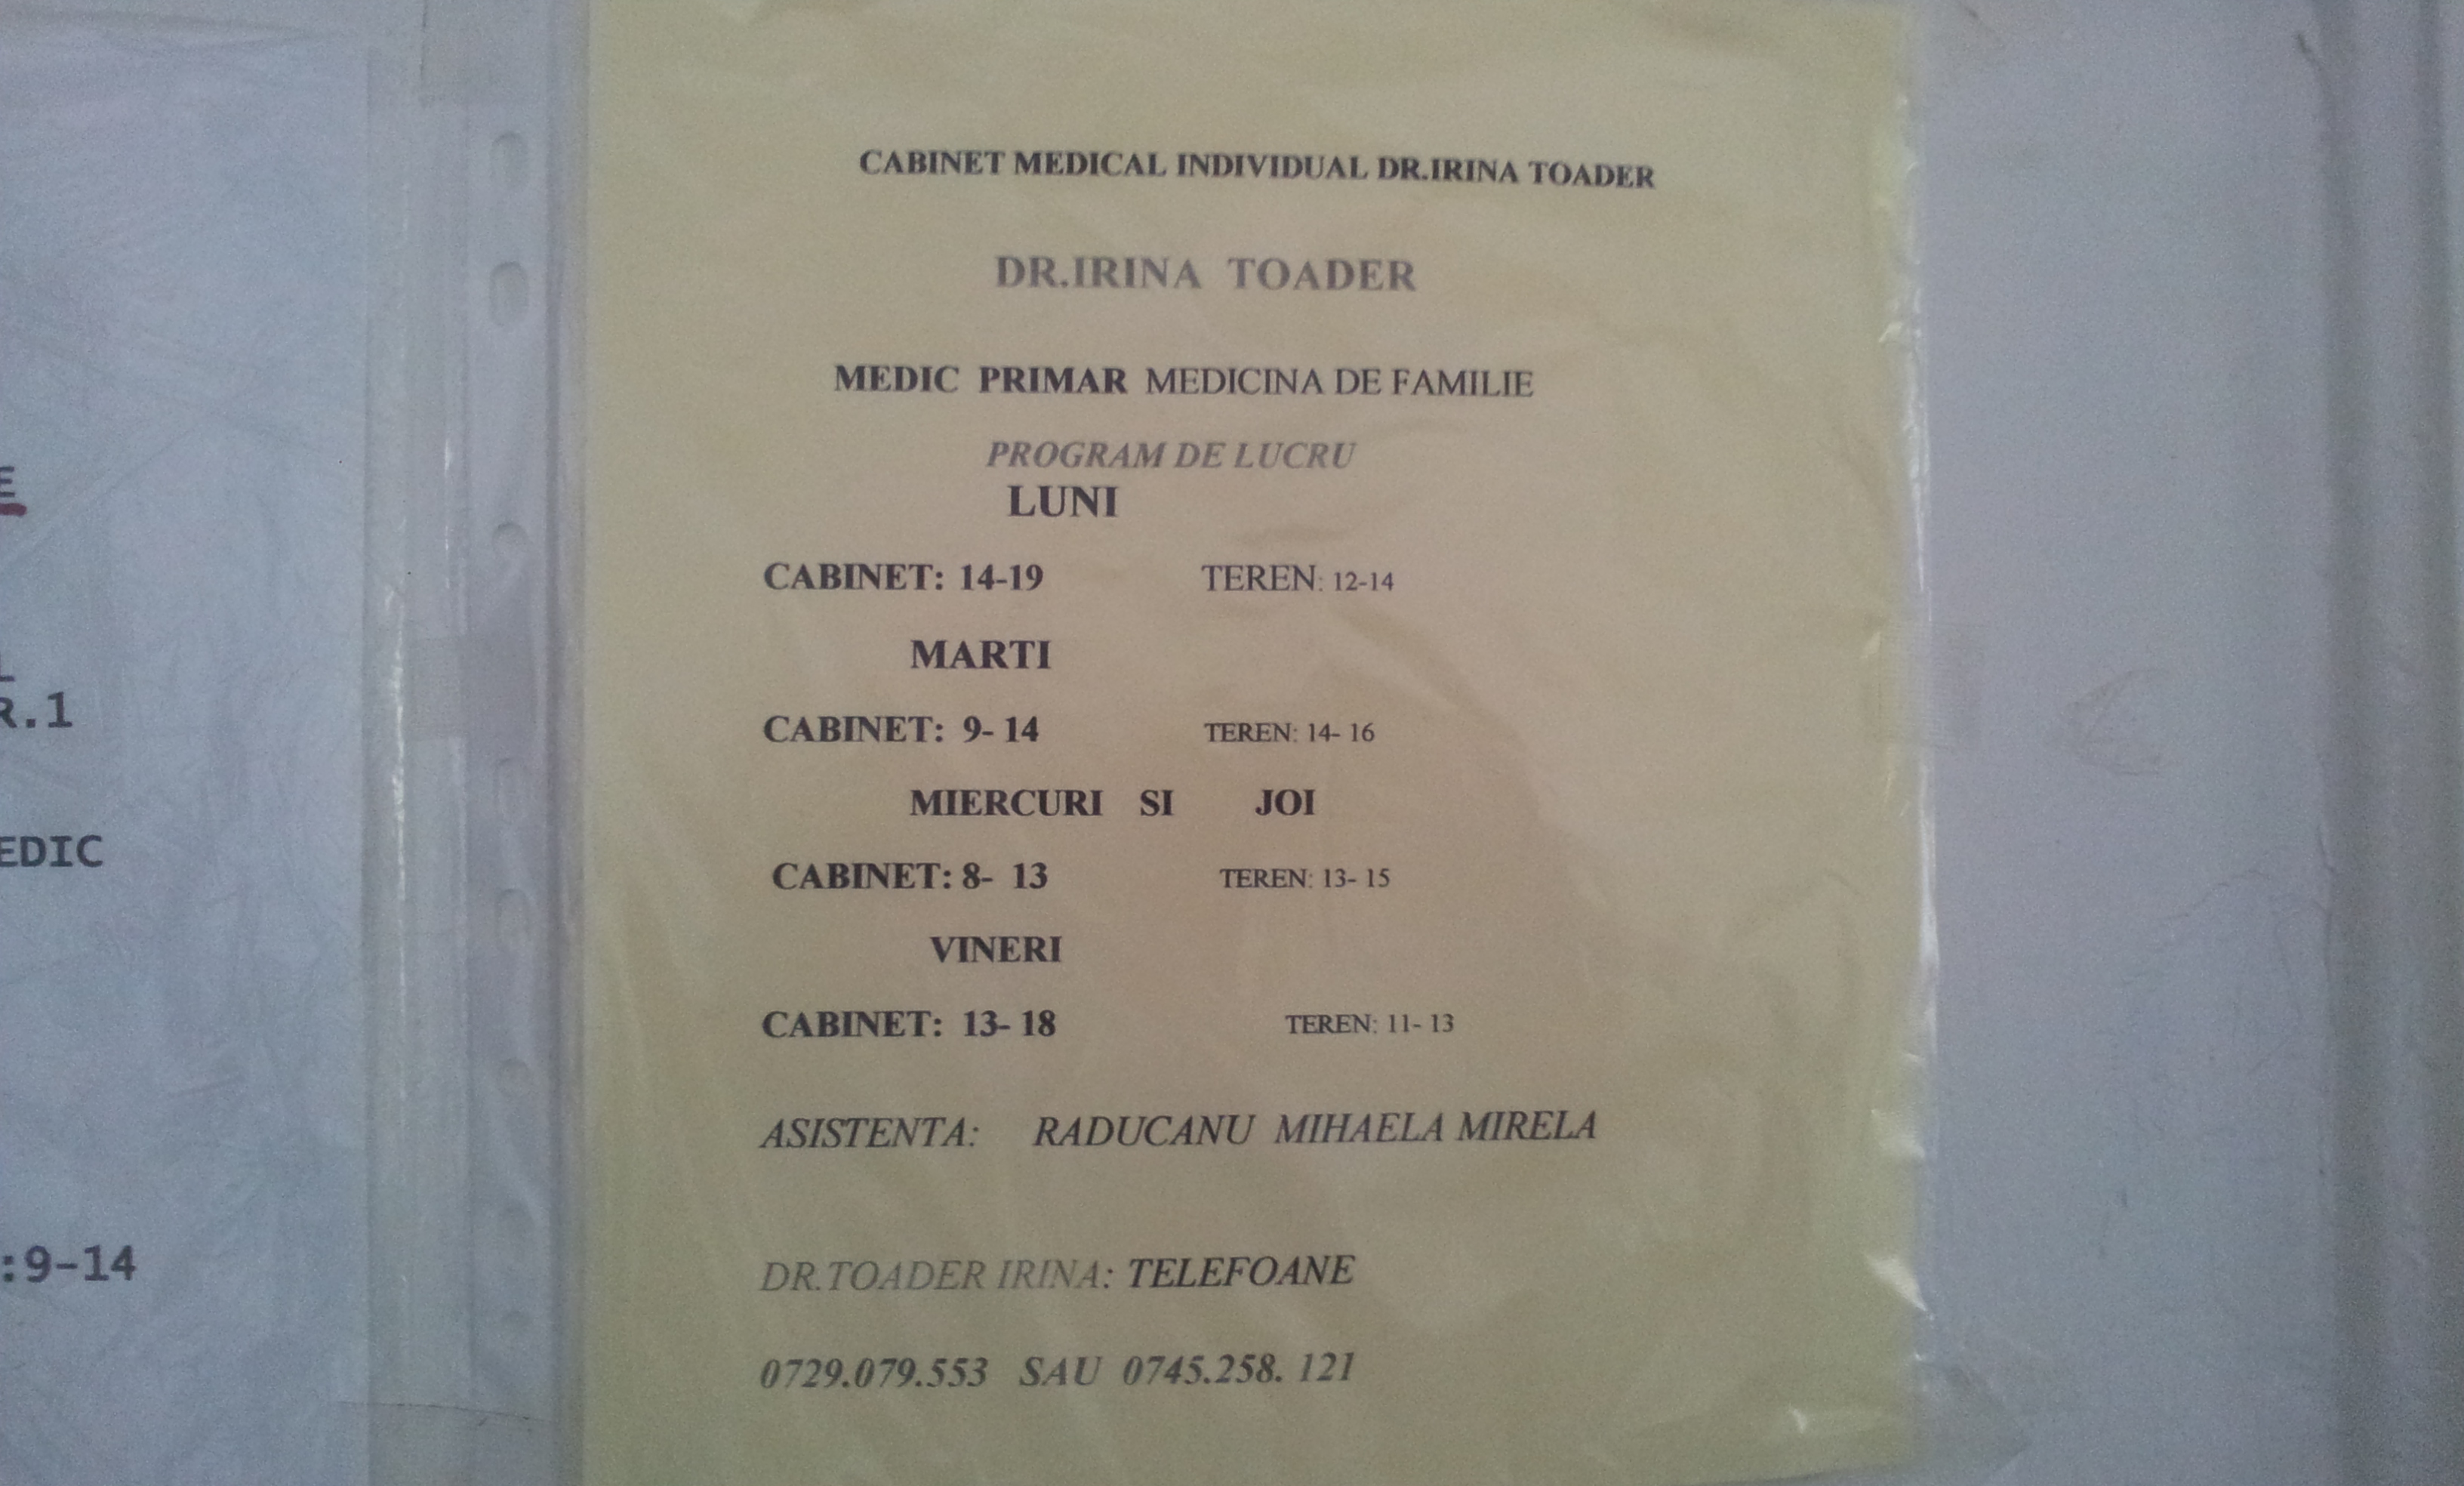 CABINET MEDICAL INDIVIDUAL DR.IRINA TOADER
DR.IRINA TOADER
MEDIC PRIMAR MEDICINA DE FAMILIE
PROGRAM DE LUCRU
LUNI
CABINET: 14-19 TEREN: 12-14
MARTI
CABINET: 9- 14 TEREN: 14- 16
MIERCURI SI JOI
CABINET: 8- 13 TEREN: 13- 15
VINERI
CABINET: 13- 18 TEREN: 11- 13
ASISTENTA: RADUCANU MIHAELA MIRELA
DR.TOADER IRINA: TELEFOANE
0729.079.553 SAU 0745.258. 121
R.1
EDIC
:9-14